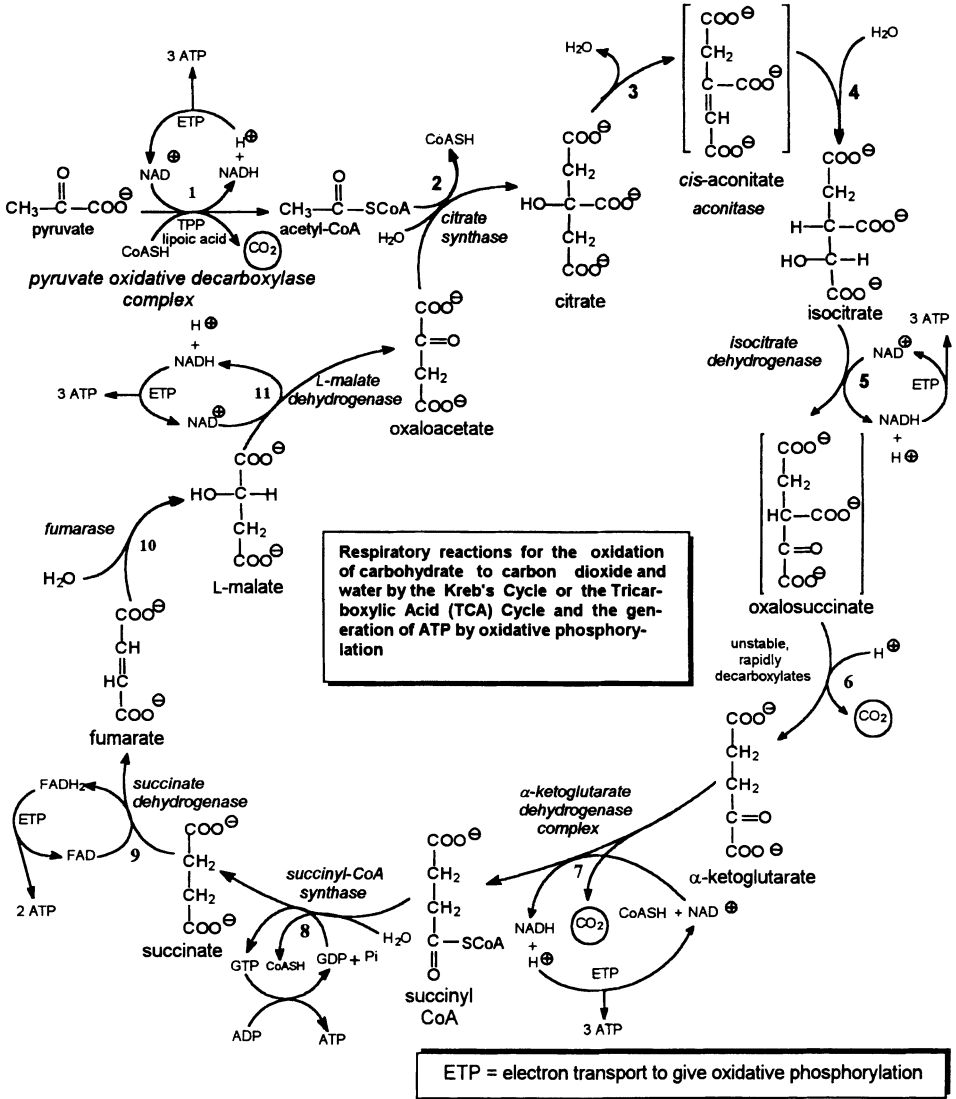 3 ATP
ETP
H⊕
+
NADH
NAD⊕
1
O
CH3—C—COO⊖
pyruvate
TPP
lipoic acid
CoASH
CO2
pyruvate oxidative decarboxylase
complex
O
CH3—C—SCoA
acetyl-CoA
H2O
CoASH
2
citrate
synthase
COO⊖
CH2
HO—C—COO⊖
CH2
COO⊖
citrate
H2O
3
COO⊖
CH2
C—COO⊖
CH
COO⊖
cis-aconitate
aconitase
4
H2O
COO⊖
CH2
H—C—COO⊖
HO—C—H
COO⊖
isocitrate
isocitrate
dehydrogenase
3 ATP
NAD⊕
5
ETP
NADH
+
H⊕
COO⊖
CH2
HC—COO⊖
C=O
COO⊖
oxalosuccinate
unstable,
rapidly
decarboxylates
H⊕
6
CO2
COO⊖
CH2
CH2
C=O
COO⊖
α-ketoglutarate
α-ketoglutarate
dehydrogenase
complex
7
NADH
+
H⊕
CO2
CoASH + NAD⊕
ETP
3 ATP
COO⊖
CH2
CH2
C—SCoA
O
succinyl
CoA
succinyl-CoA
synthase
8
H2O
GTP
CoASH
GDP + Pi
ADP
ATP
COO⊖
CH2
CH2
COO⊖
succinate
succinate
dehydrogenase
FADH2
ETP
FAD
9
2 ATP
COO⊖
CH
HC
COO⊖
fumarate
fumarase
10
H2O
COO⊖
HO—C—H
CH2
COO⊖
L-malate
H⊕
+
NADH
3 ATP
ETP
11
NAD⊕
L-malate
dehydrogenase
COO⊖
C=O
CH2
COO⊖
oxaloacetate
Respiratory reactions for the oxidation
of carbohydrate to carbon dioxide and
water by the Kreb's Cycle or the Tricar-
boxylic Acid (TCA) Cycle and the gen-
eration of ATP by oxidative phosphory-
lation
ETP = electron transport to give oxidative phosphorylation